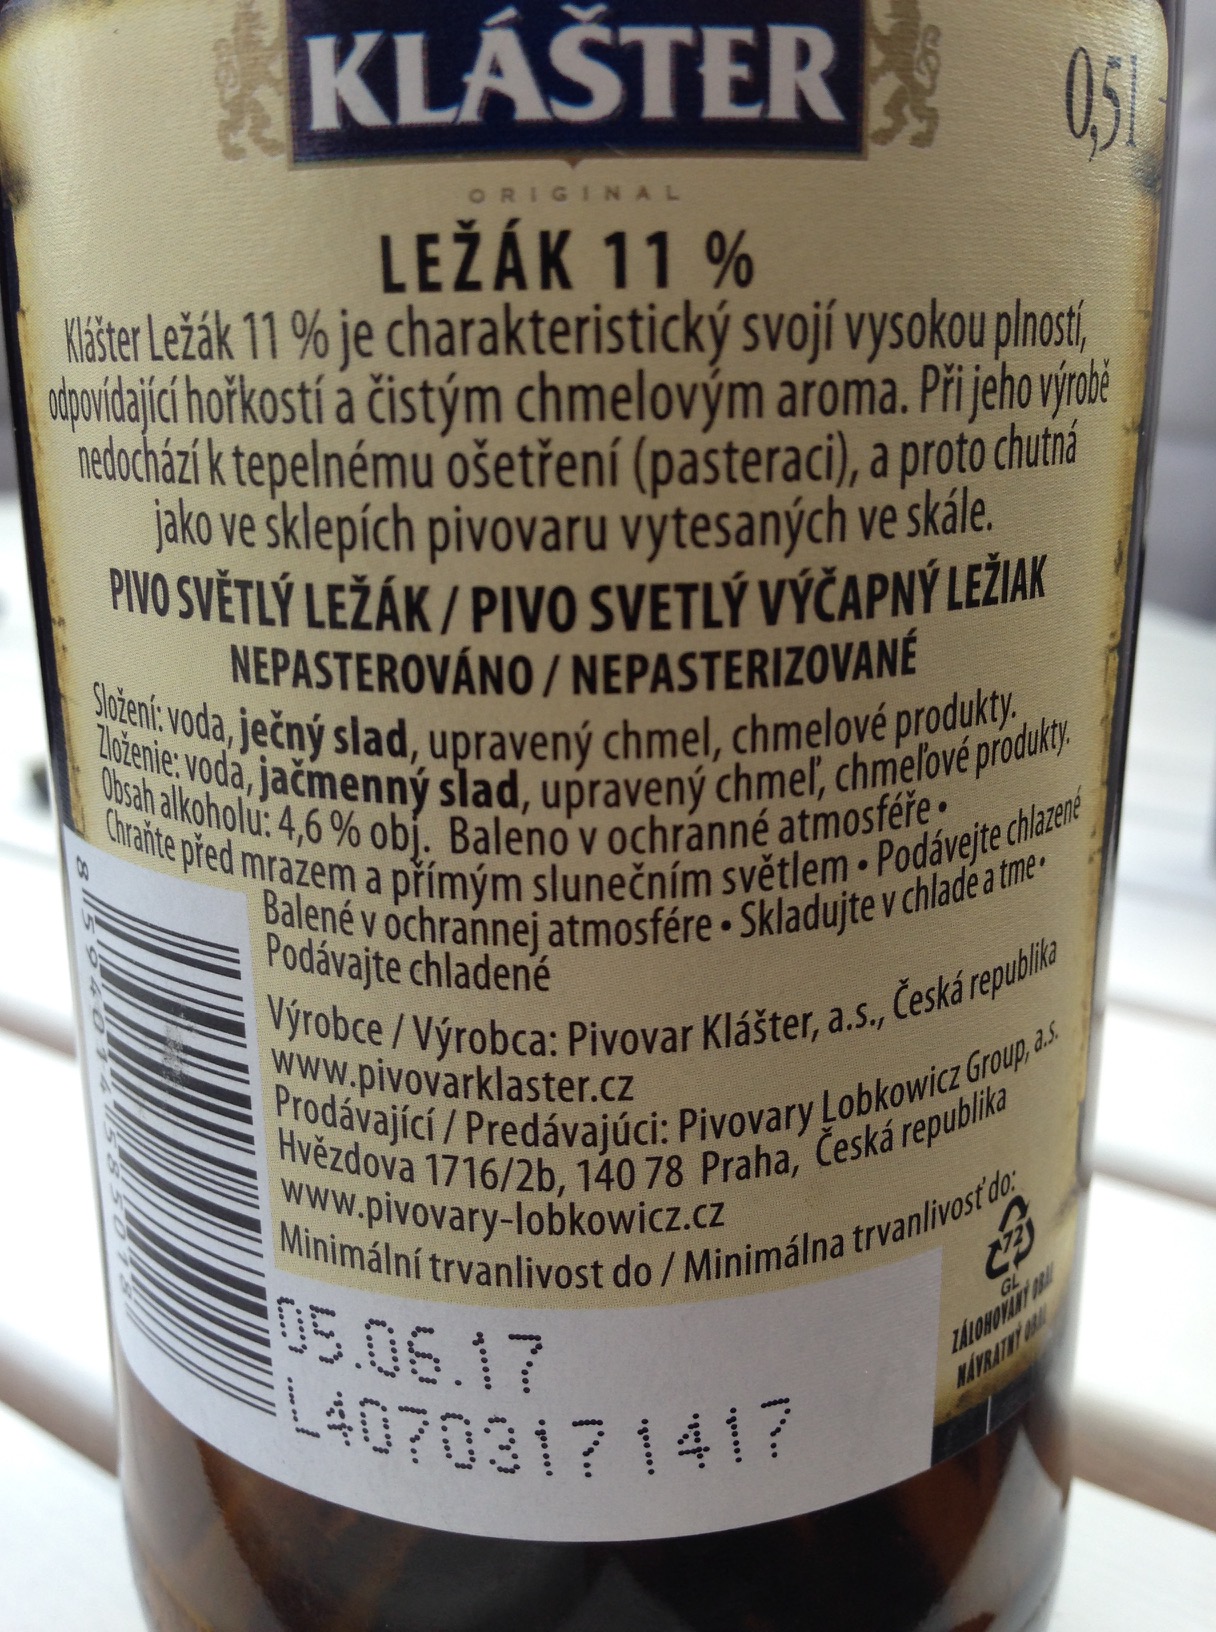 KLÁŠTER
0,5l
ORIGINAL
LEŽÁK 11 %
Klášter Ležák 11 % je charakteristický svojí vysokou plností,
odpovídající hořkostí a čistým chmelovým aroma. Při jeho výrobě
nedochází k tepelnému ošetření (pasteraci), a proto chutná
jako ve sklepích pivovaru vytesaných ve skále.
PIVO SVĚTLÝ LEŽÁK / PIVO SVETLÝ VÝČAPNÝ LEŽIAK
NEPASTEROVÁNO / NEPASTERIZOVANÉ
Složení: voda, ječný slad, upravený chmel, chmelové produkty.
Zloženie: voda, jačmenný slad, upravený chmeľ, chmeľové produkty.
Obsah alkoholu: 4,6 % obj. Baleno v ochranné atmosféře •
Chraňte před mrazem a přímým slunečním světlem • Podávejte chlazené
Balené v ochrannej atmosfére • Skladujte v chlade a tme •
Podávajte chladené
Výrobce / Výrobca: Pivovar Klášter, a.s., Česká republika
www.pivovarklaster.cz
Prodávající / Predávajúci: Pivovary Lobkowicz Group, a.s.
Hvězdova 1716/2b, 140 78 Praha, Česká republika
www.pivovary-lobkowicz.cz
Minimální trvanlivost do / Minimálna trvanlivosť do:
05.06.17
L4070317 1417
72
GL
ZÁLOHOVANÝ OBAL
NÁVRATNÝ OBAL
8 594014 585018